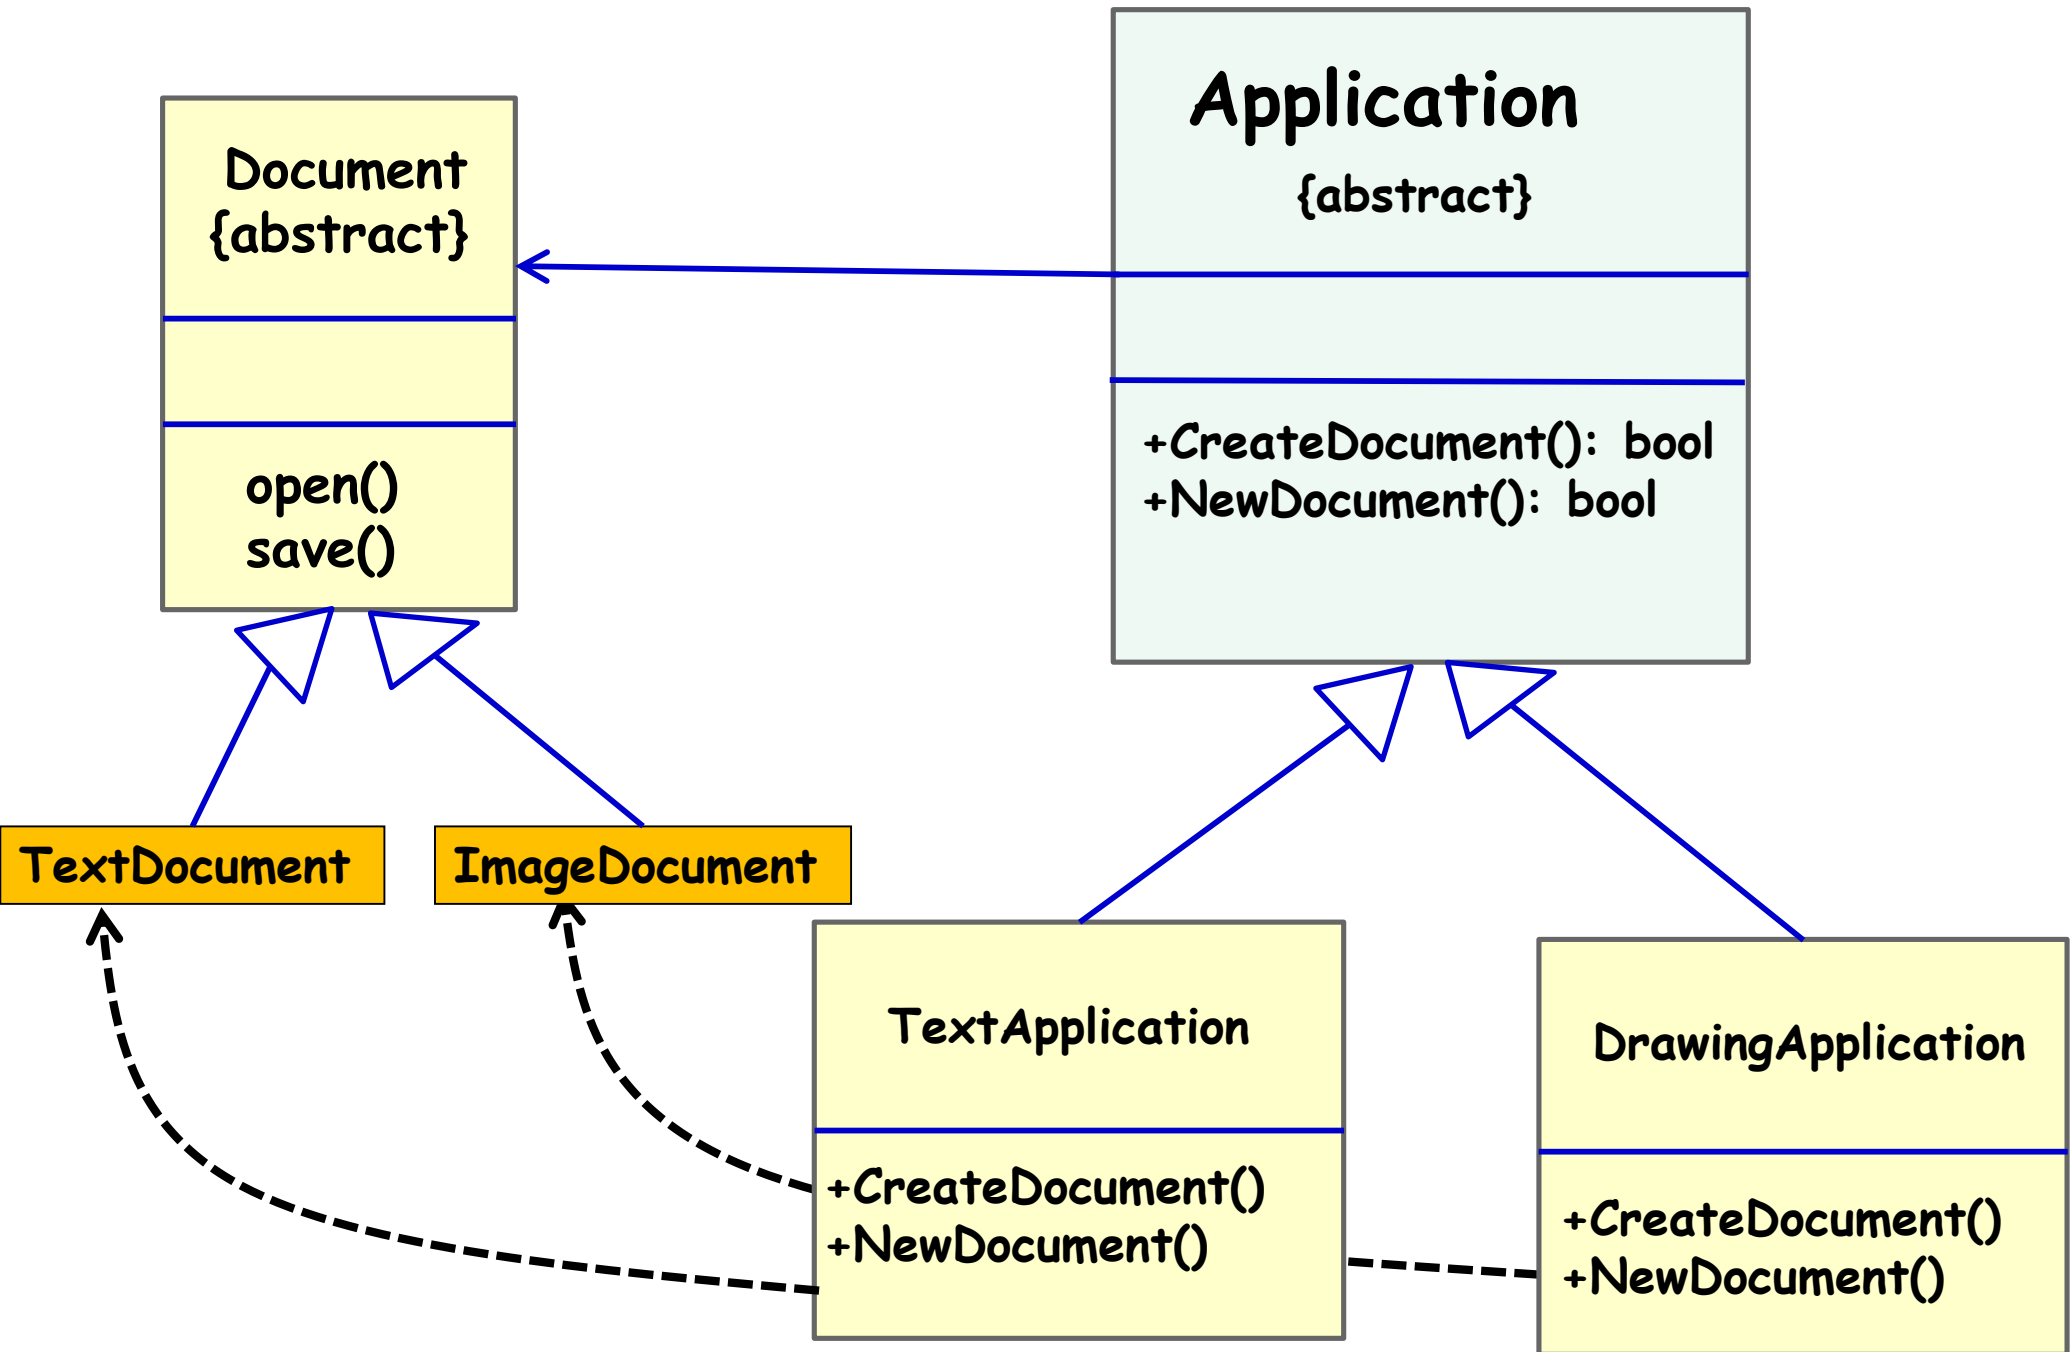 Document
{abstract}
open()
save()
Application
{abstract}
+CreateDocument(): bool
+NewDocument(): bool
TextDocument
ImageDocument
TextApplication
+CreateDocument()
+NewDocument()
DrawingApplication
+CreateDocument()
+NewDocument()